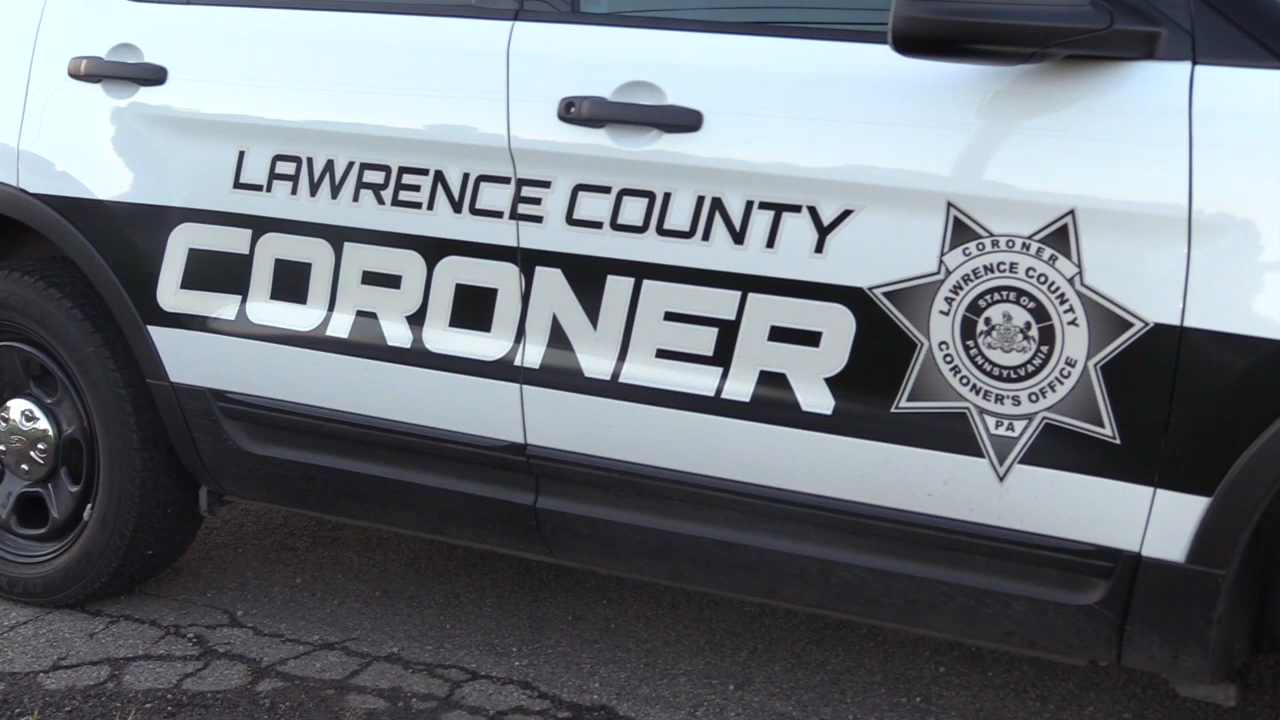 LAWRENCE COUNTY
CORONER
CORONER
LAWRENCE COUNTY
STATE OF
PENNSYLVANIA
CORONER'S OFFICE
PA